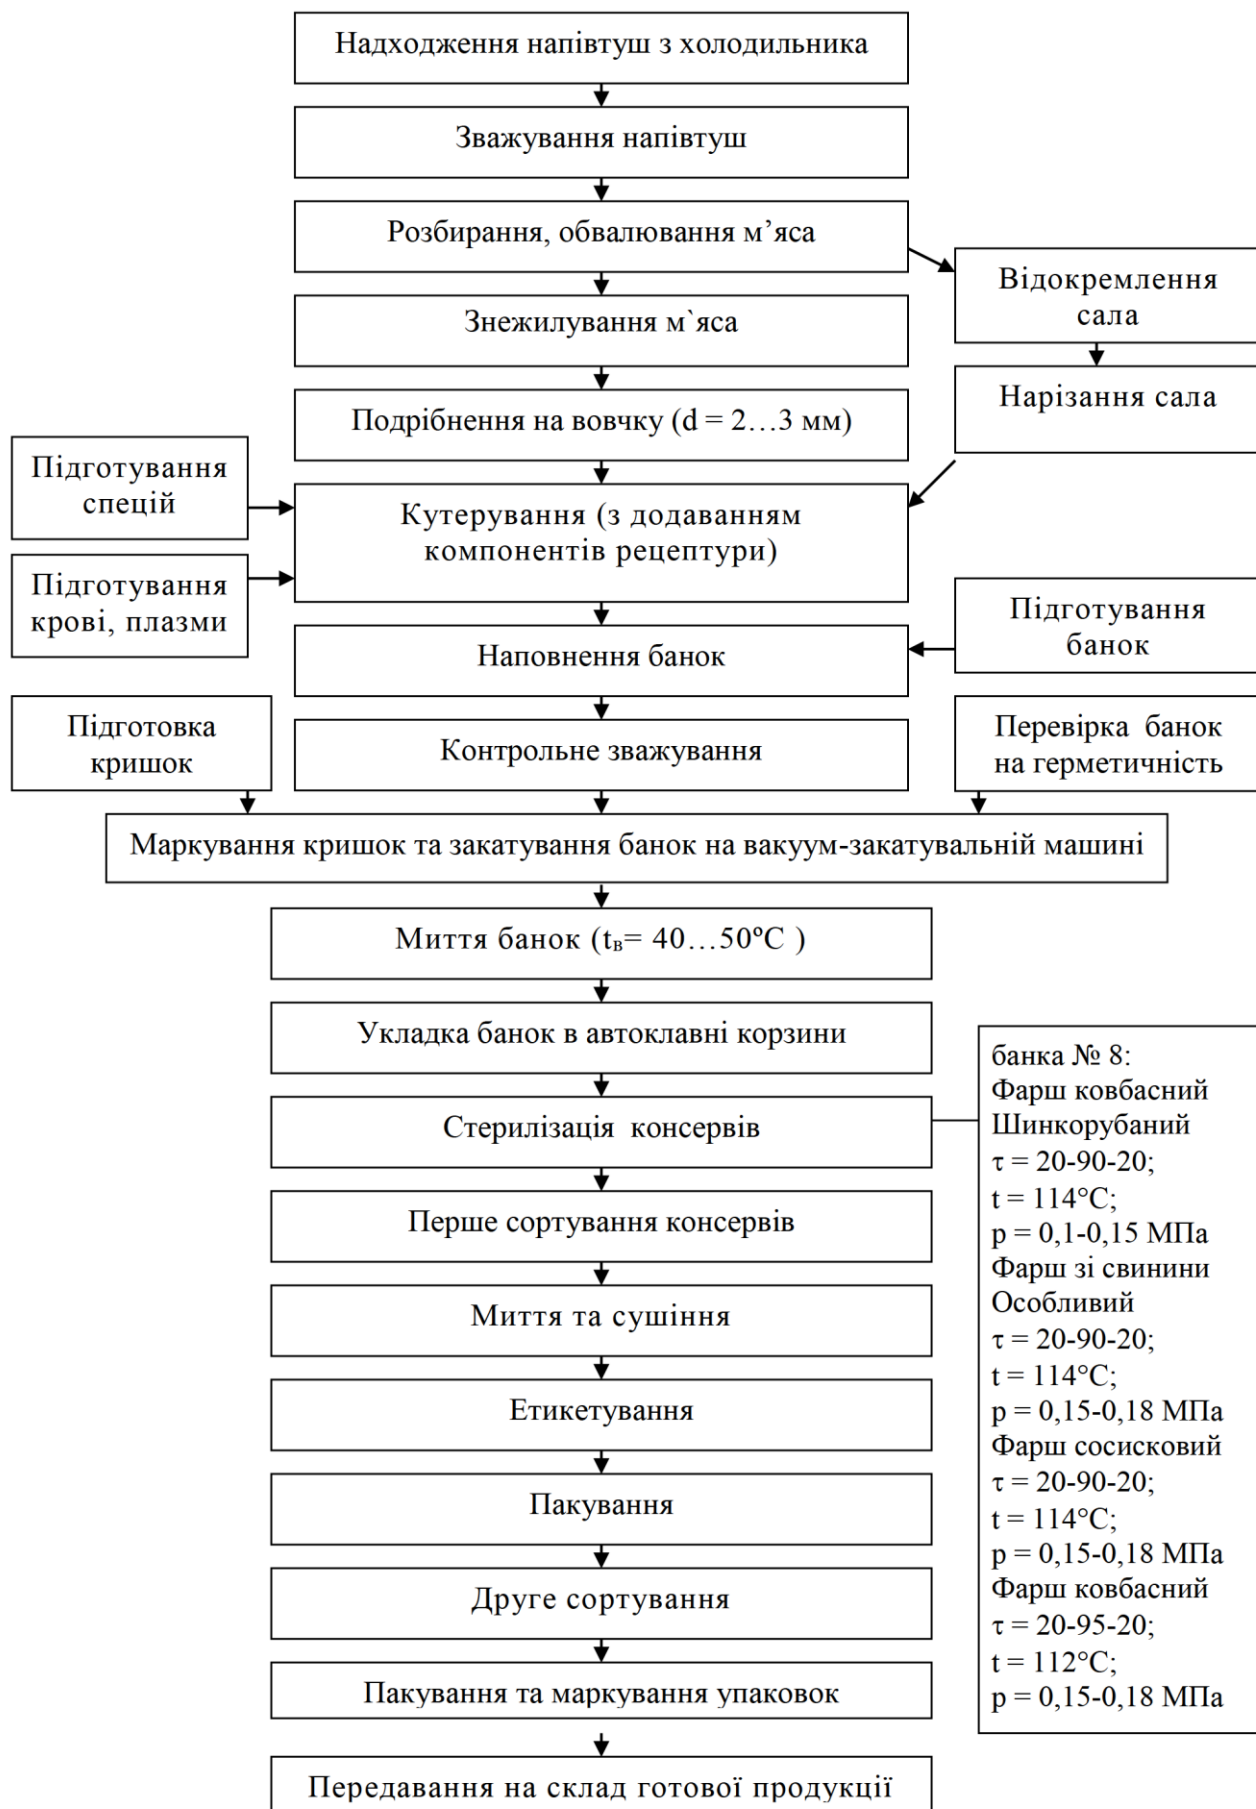 Надходження напівтуш з холодильника
Зважування напівтуш
Розбирання, обвалювання м’яса
Відокремлення
сала
Знежилування м`яса
Нарізання сала
Подрібнення на вовчку (d = 2…3 мм)
Підготування
спецій
Кутерування (з додаванням
компонентів рецептури)
Підготування
крові, плазми
Підготування
банок
Наповнення банок
Підготовка
кришок
Контрольне зважування
Перевірка банок
на герметичність
Маркування кришок та закатування банок на вакуум-закатувальній машині
Миття банок (tв= 40…50ºС )
Укладка банок в автоклавні корзини
Стерилізація консервів
банка № 8:
Фарш ковбасний
Шинкорубаний
τ = 20-90-20;
t = 114°C;
р = 0,1-0,15 МПа
Фарш зі свинини
Особливий
τ = 20-90-20;
t = 114°C;
р = 0,15-0,18 МПа
Фарш сосисковий
τ = 20-90-20;
t = 114°C;
р = 0,15-0,18 МПа
Фарш ковбасний
τ = 20-95-20;
t = 112°C;
р = 0,15-0,18 МПа
Перше сортування консервів
Миття та сушіння
Етикетування
Пакування
Друге сортування
Пакування та маркування упаковок
Передавання на склад готової продукції